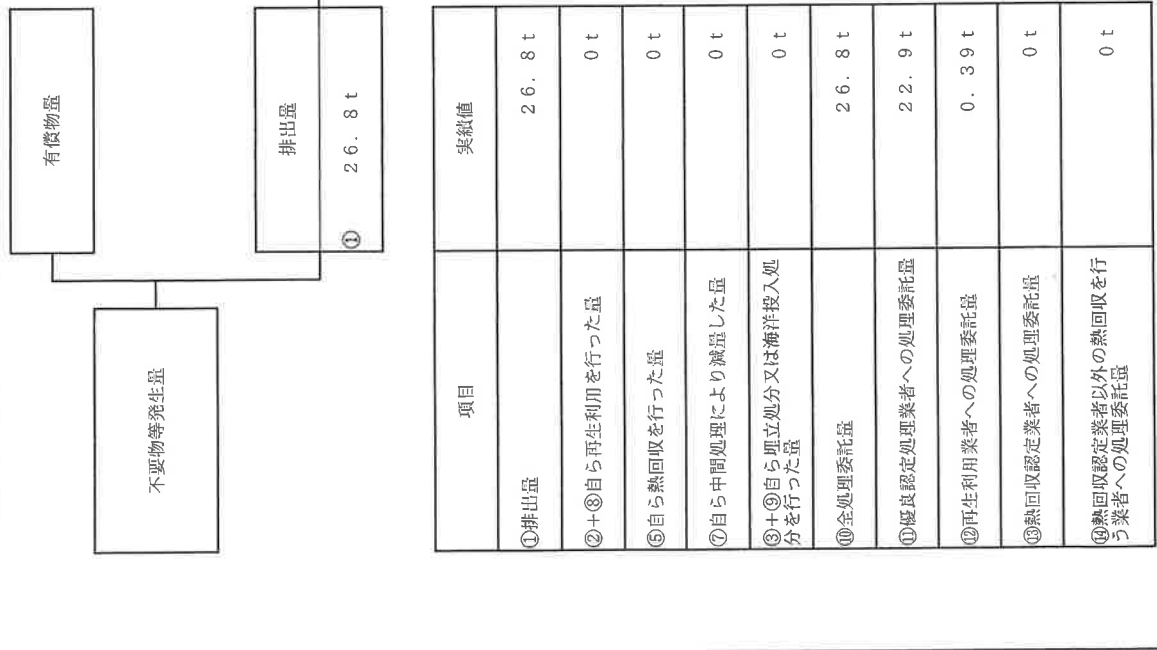 有償物量
不要物等発生量
排出量
① 26.8t
項目 実績値
①排出量 26.8t
②+⑧自ら再生利用を行った量 0t
⑤自ら熱回収を行った量 0t
⑦自ら中間処理により減量した量 0t
③+⑨自ら埋立処分又は海洋投入処
分を行った量 0t
⑩全処理委託量 26.8t
⑪優良認定処理業者への処理委託量 22.9t
⑫再生利用業者への処理委託量 0.39t
⑬熱回収認定業者への処理委託量 0t
⑭熱回収認定業者以外の熱回収を行
う業者への処理委託量 0t